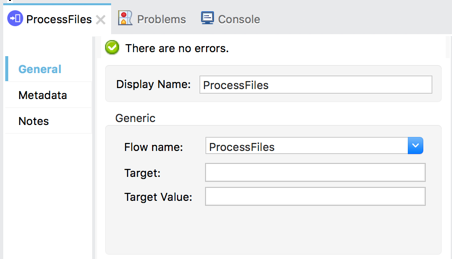 ProcessFiles Problems Console
There are no errors.
General
Metadata
Notes
Display Name: ProcessFiles
Generic
Flow name: ProcessFiles
Target:
Target Value: